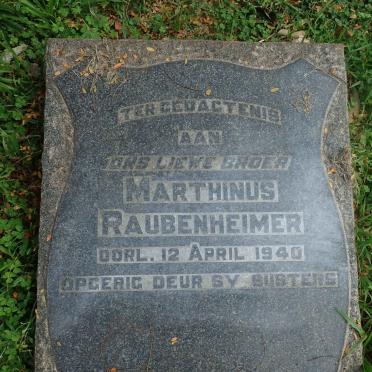 TER GEDAGTENIS
AAN
ONS LIEWE BROER
MARTHINUS
RAUBENHEIMER
OORL. 12 APRIL 1940
OPGERIG DEUR SY SUSTERS